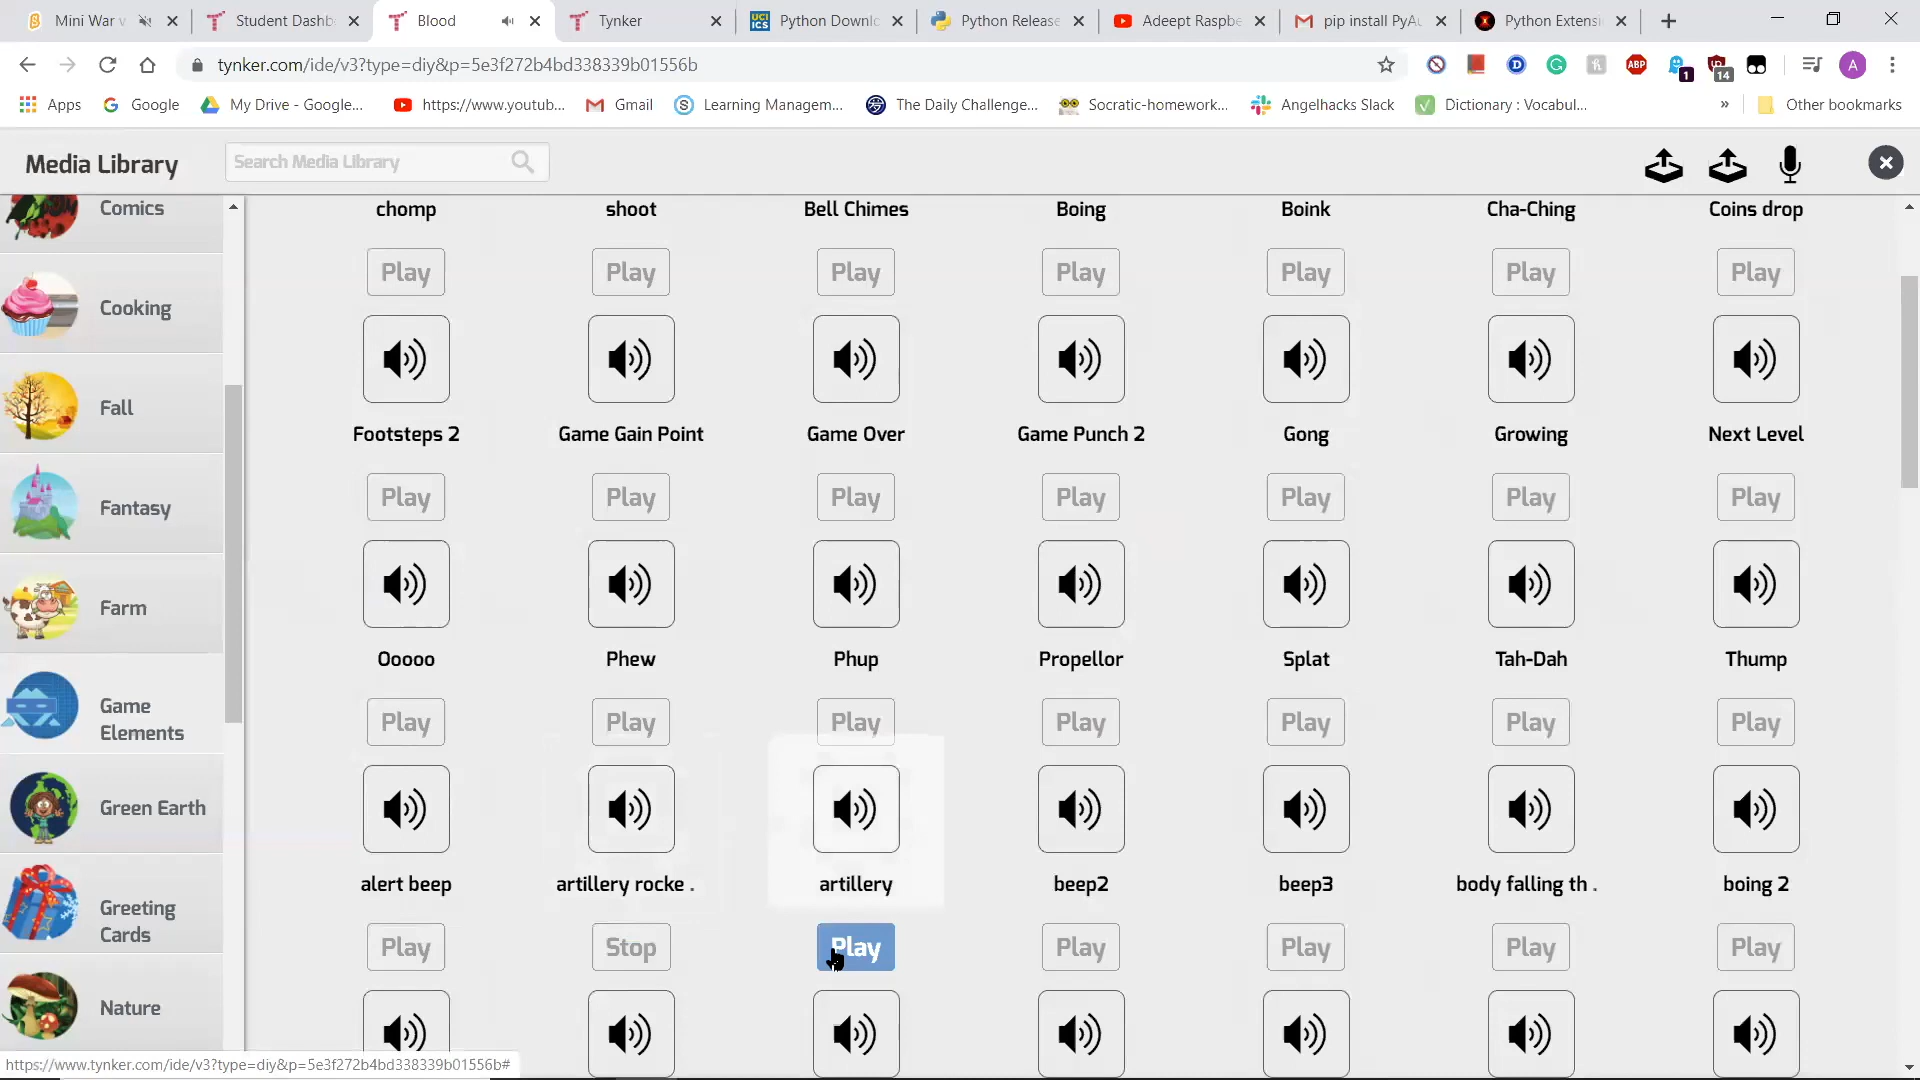 Mini War v
Student Dashb
Blood
Tynker
UCI ICS
Python Downlo
Python Release
Adeept Raspbe
pip install PyAu
Python Extensi
tynker.com/ide/v3?type=diy&p=5e3f272b4bd338339b01556b
ABP
1
14
A
Apps
Google
My Drive - Google...
https://www.youtub...
Gmail
Learning Managem...
The Daily Challenge...
Socratic-homework...
Angelhacks Slack
Dictionary : Vocabul...
»
Other bookmarks
Media Library
Search Media Library
Comics
Cooking
Fall
Fantasy
Farm
Game
Elements
Green Earth
Greeting
Cards
Nature
chomp shoot Bell Chimes Boing Boink Cha-Ching Coins drop
Play Play Play Play Play Play Play
Footsteps 2 Game Gain Point Game Over Game Punch 2 Gong Growing Next Level
Play Play Play Play Play Play Play
Ooooo Phew Phup Propellor Splat Tah-Dah Thump
Play Play Play Play Play Play Play
alert beep artillery rocke . artillery beep2 beep3 body falling th . boing 2
Play Stop Play Play Play Play Play
https://www.tynker.com/ide/v3?type=diy&p=5e3f272b4bd338339b01556b#